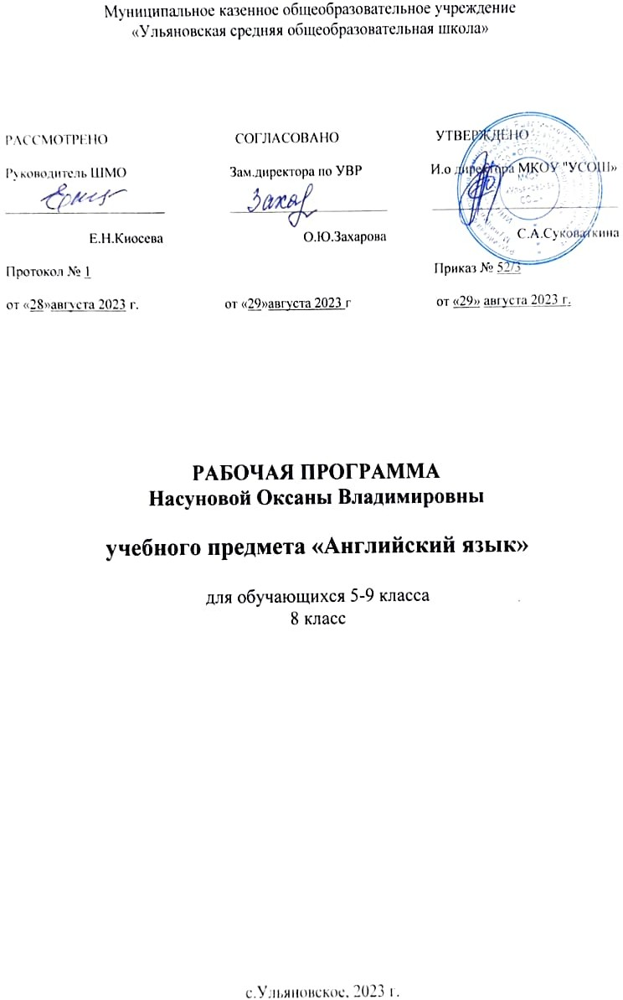 Муниципальное казенное общеобразовательное учреждение
«Ульяновская средняя общеобразовательная школа»
РАССМОТРЕНО СОГЛАСОВАНО УТВЕРЖДЕНО
Руководитель ШМО Зам.директора по УВР И.о директора МКОУ "УСОШ»
Захар
Е.Н.Киосева О.Ю.Захарова С.А.Суковаткина
Протокол № 1 Приказ № 52/3
от «28»августа 2023 г. от «29»августа 2023 г от «29» августа 2023 г.
РАБОЧАЯ ПРОГРАММА
Насуновой Оксаны Владимировны
учебного предмета «Английский язык»
для обучающихся 5-9 класса
8 класс
с.Ульяновское, 2023 г.